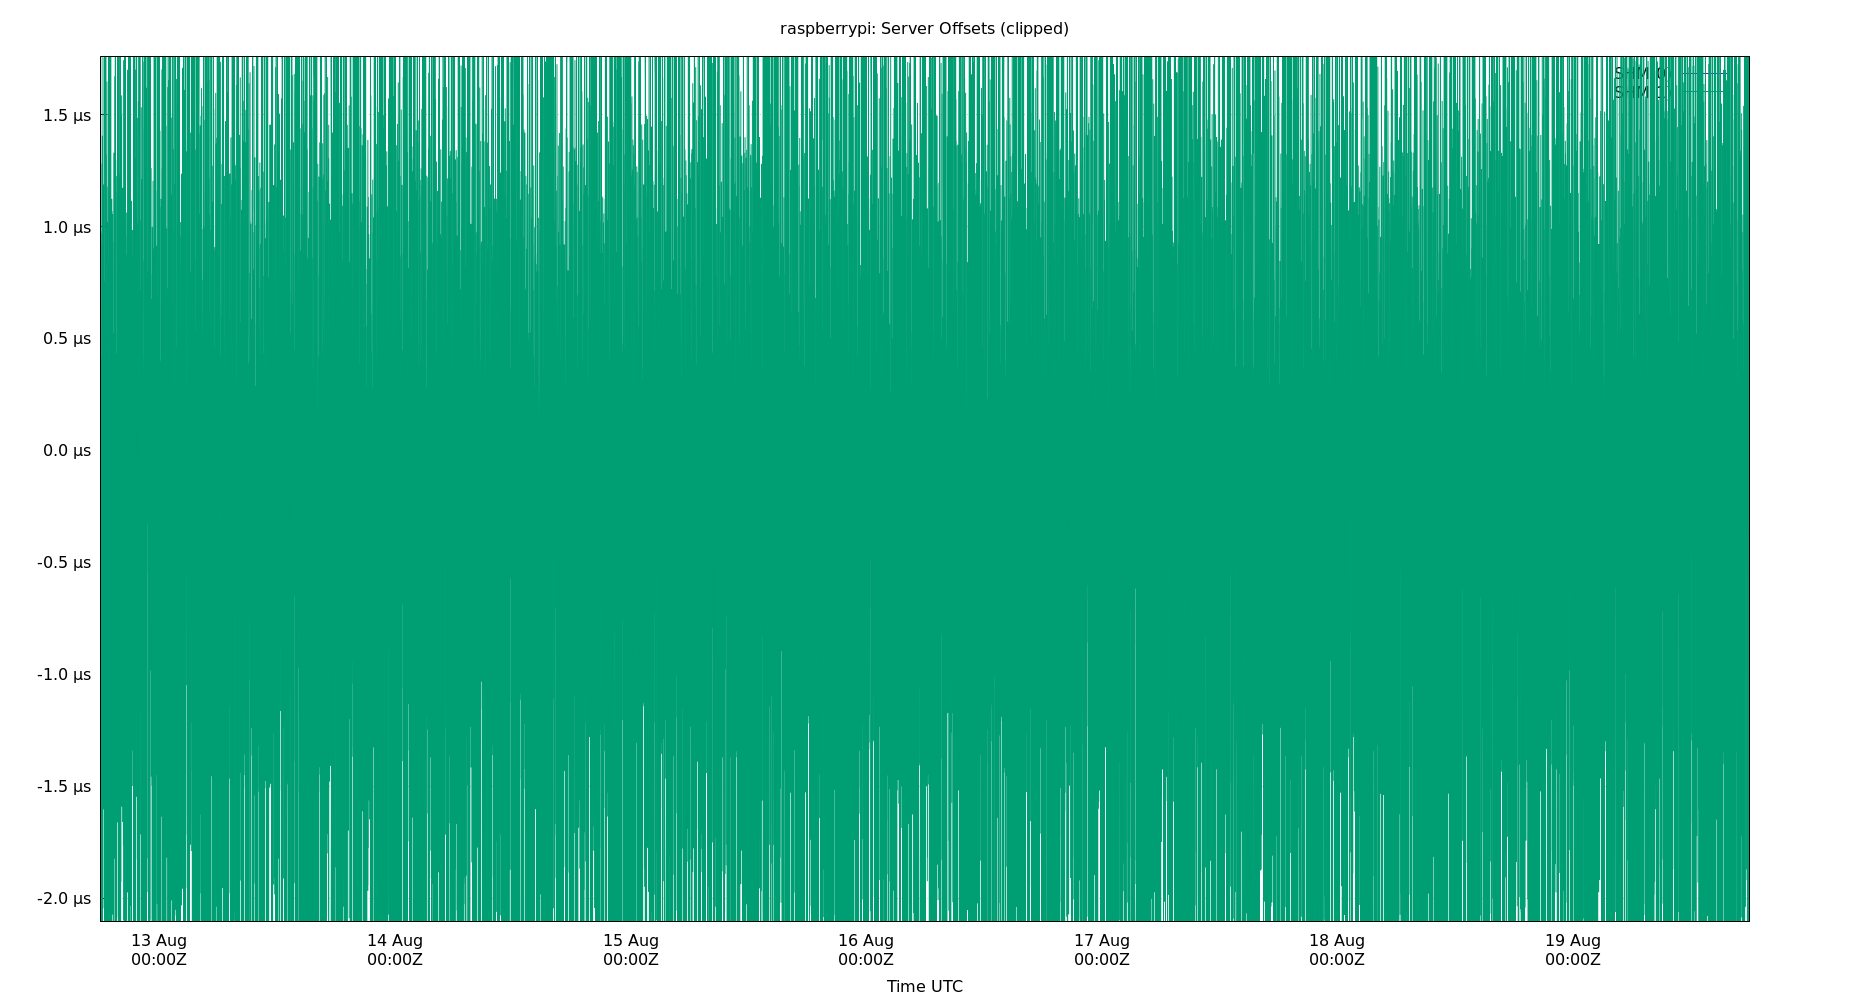 raspberrypi: Server Offsets (clipped)
1.5 µs
1.0 µs
0.5 µs
0.0 µs
-0.5 µs
-1.0 µs
-1.5 µs
-2.0 µs
13 Aug 14 Aug 15 Aug 16 Aug 17 Aug 18 Aug 19 Aug
00:00Z 00:00Z 00:00Z 00:00Z 00:00Z 00:00Z 00:00Z
Time UTC